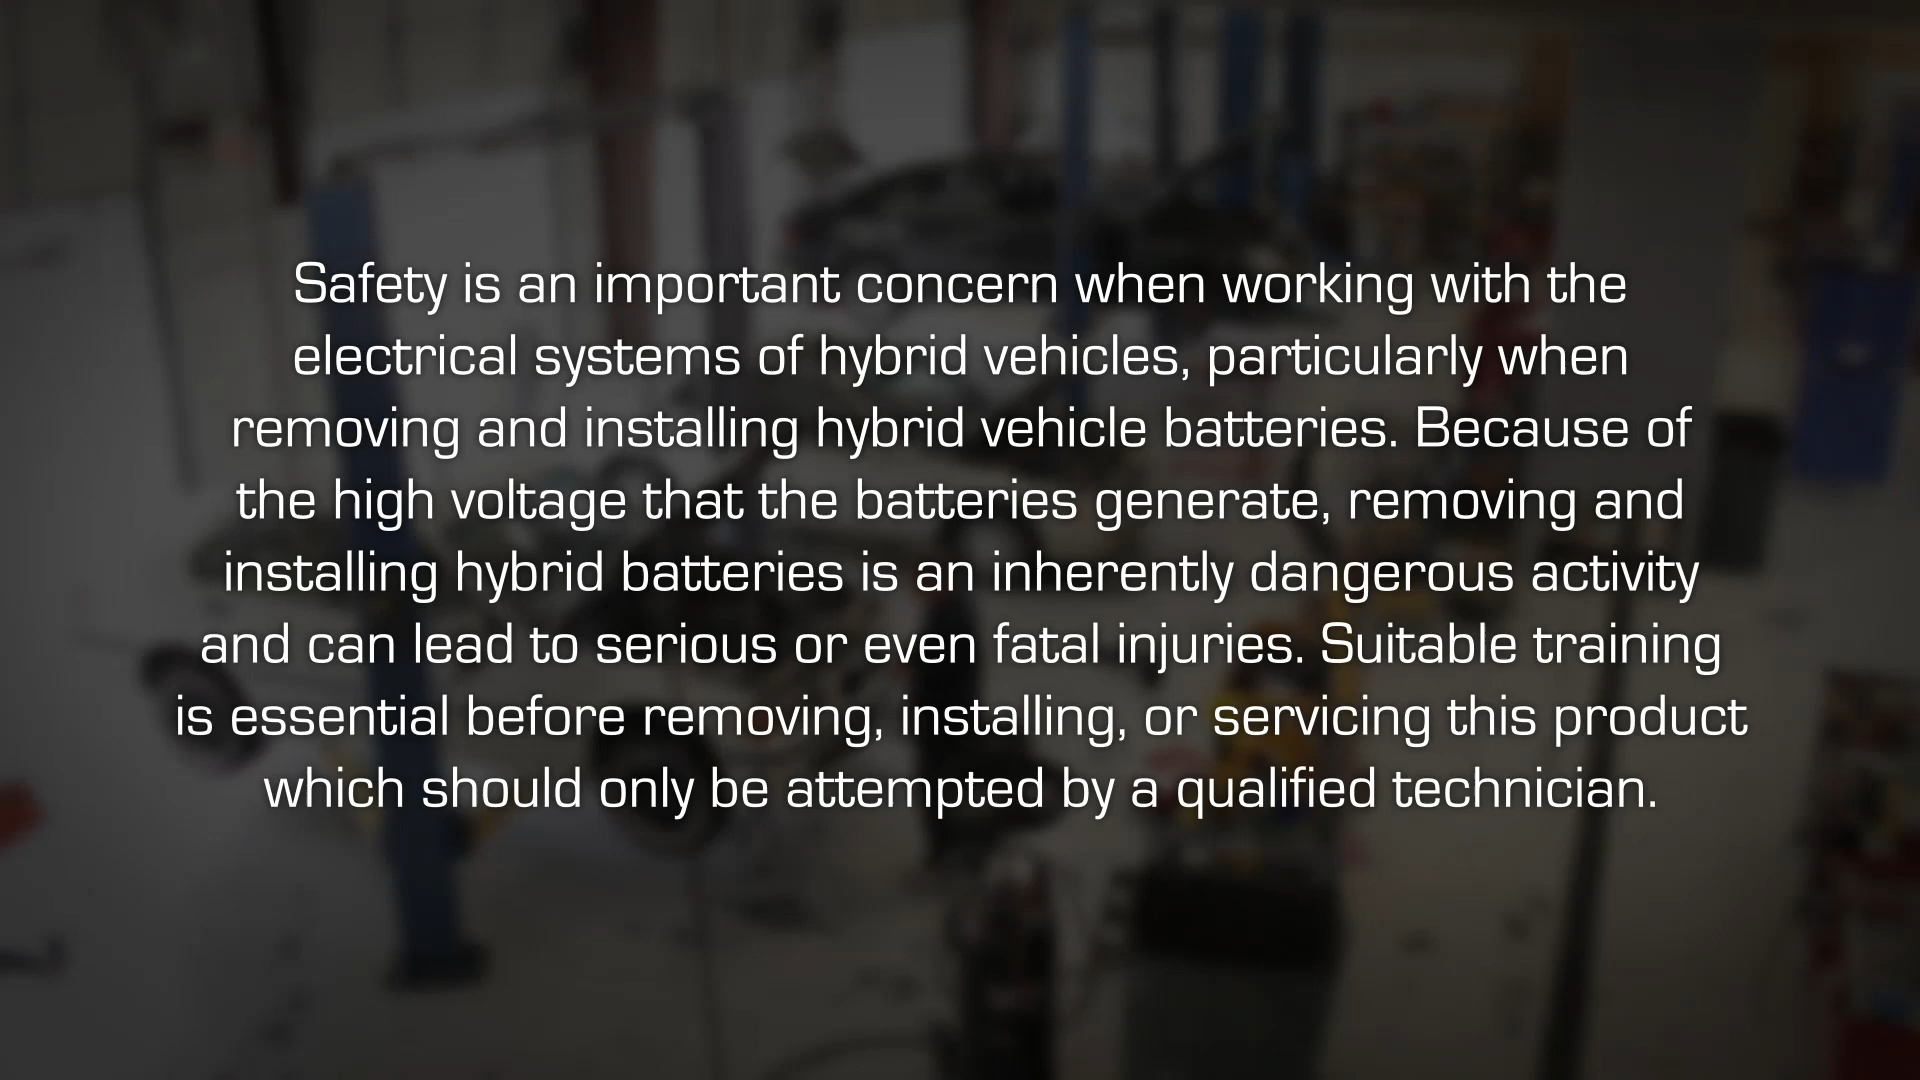 Safety is an important concern when working with the
electrical systems of hybrid vehicles, particularly when
removing and installing hybrid vehicle batteries. Because of
the high voltage that the batteries generate, removing and
installing hybrid batteries is an inherently dangerous activity
and can lead to serious or even fatal injuries. Suitable training
is essential before removing, installing, or servicing this product
which should only be attempted by a qualified technician.